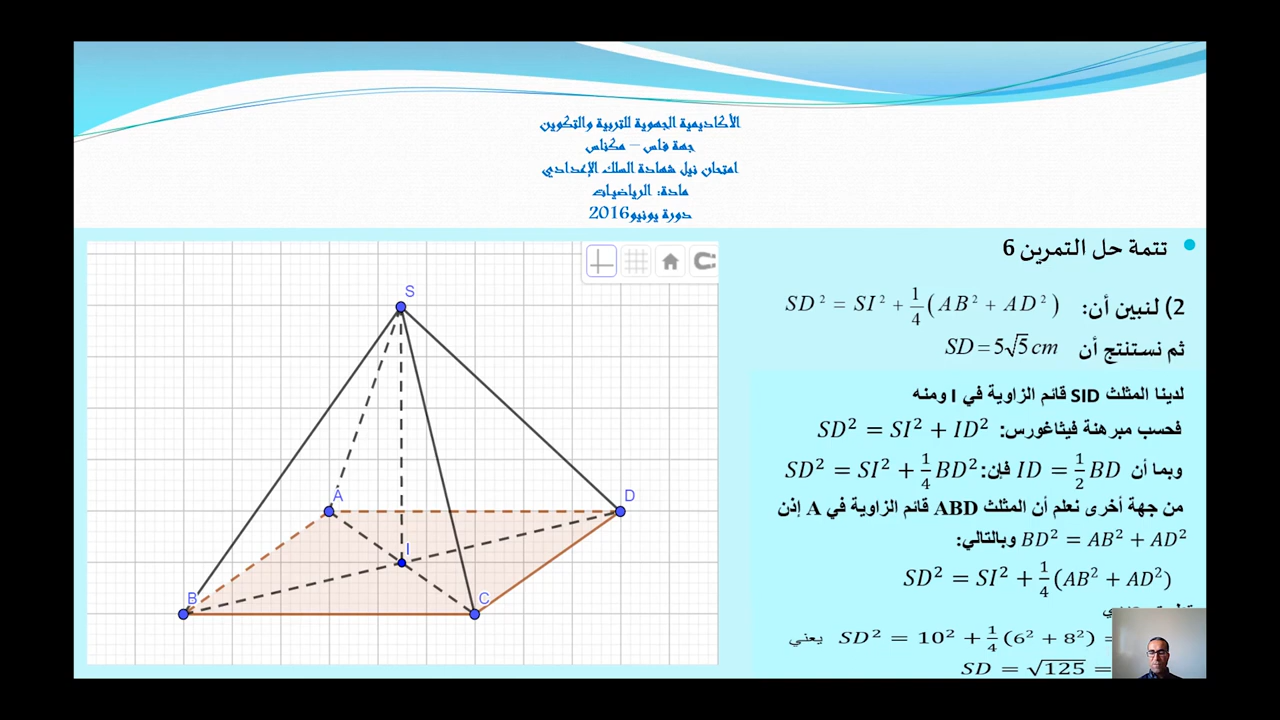 الأكاديمية الجهوية للتربية والتكوين
جهة فاس – مكناس
امتحان نيل شهادة السلك الإعدادي
مادة: الرياضيات
دورة يونيو2016
تتمة حل التمرين 6
2) لنبين أن: SD² = SI² + 1/4 (AB² + AD²)
ثم نستنتج أن SD = 5√5 cm
لدينا المثلث SID قائم الزاوية في I ومنه
فحسب مبرهنة فيثاغورس: SD² = SI² + ID²
وبما أن ID = 1/2 BD فإن: SD² = SI² + 1/4 BD²
من جهة أخرى نعلم أن المثلث ABD قائم الزاوية في A إذن
BD² = AB² + AD² وبالتالي:
SD² = SI² + 1/4 (AB² + AD²)
يعني SD² = 10² + 1/4 (6² + 8²) =
SD = √125 =
S
A
D
I
B
C